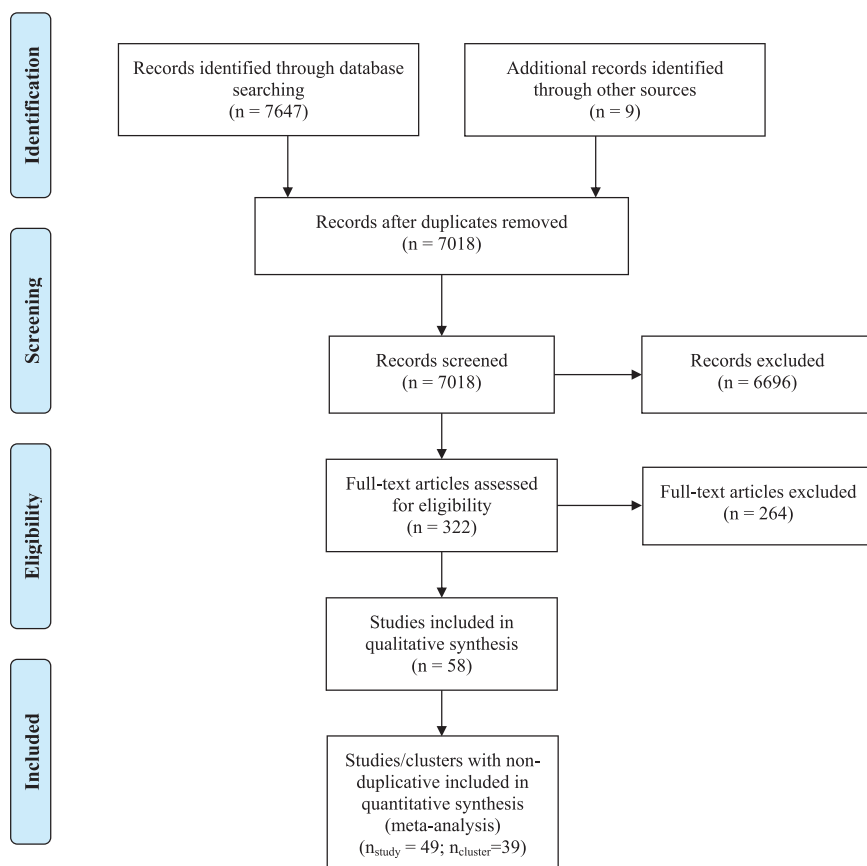 Identification
Records identified through database
searching
(n = 7647)
Additional records identified
through other sources
(n = 9)
Records after duplicates removed
(n = 7018)
Screening
Records screened
(n = 7018)
Records excluded
(n = 6696)
Eligibility
Full-text articles assessed
for eligibility
(n = 322)
Full-text articles excluded
(n = 264)
Studies included in
qualitative synthesis
(n = 58)
Included
Studies/clusters with non-
duplicative included in
quantitative synthesis
(meta-analysis)
(nstudy = 49; ncluster=39)